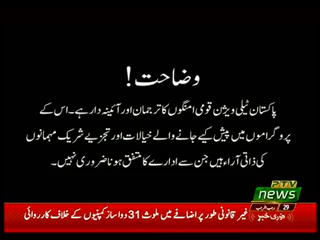 وضاحت!
پاکستان ٹیلی ویژن قومی امنگوں کا ترجمان اور آئینہ دار ہے۔ اس کے
پروگراموں میں پیش کیے جانے والے خیالات اور تجزیے شریک مہمانوں
کی ذاتی آراء ہیں جن سے ادارے کا متفق ہونا ضروری نہیں۔
PTV
news
29
غیر قانونی طور پر اضافے میں ملوث 31 دواساز کمپنیوں کے خلاف کارروائی